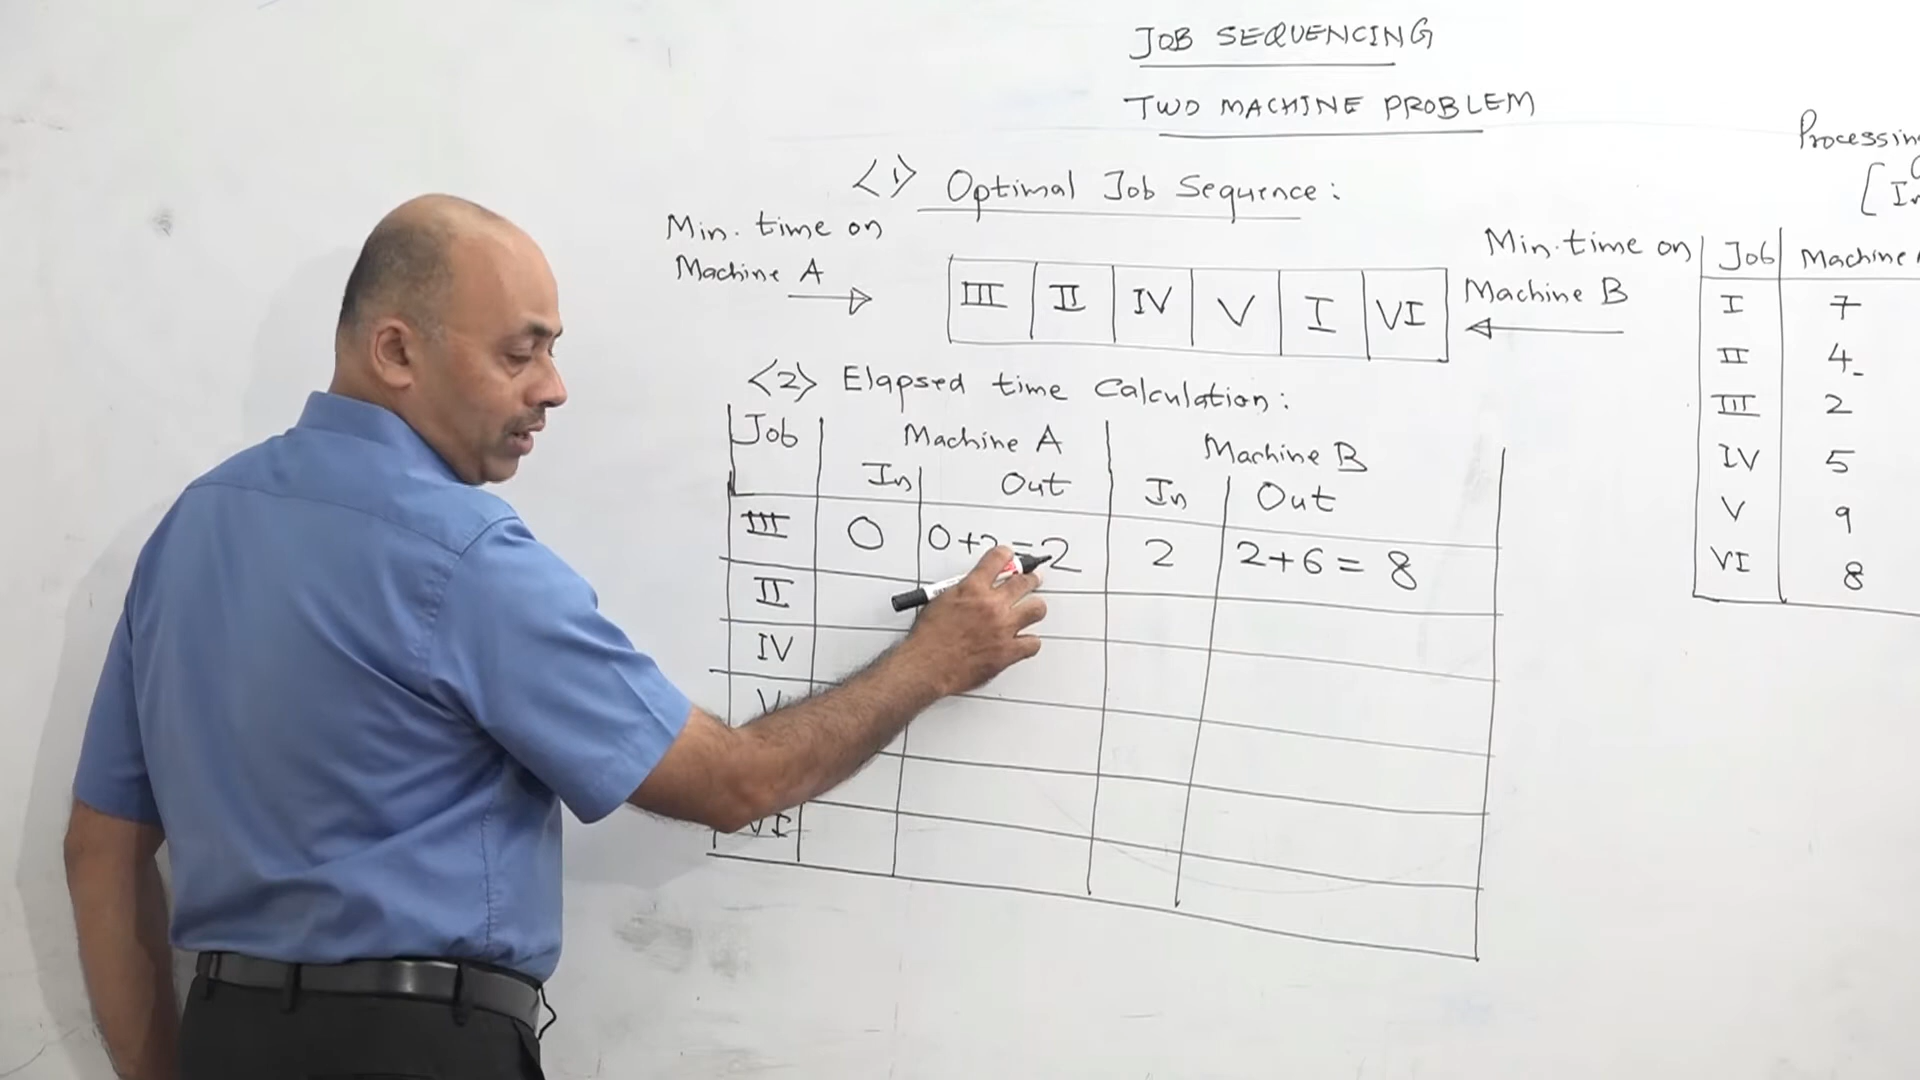 JOB SEQUENCING
TWO MACHINE PROBLEM
<1> Optimal Job Sequence:
Min. time on
Machine A
III II IV V I VI
Min. time on
Machine B
<2> Elapsed time Calculation:
Job Machine A Machine B
In Out In Out
III 0 0+2=2 2 2+6=8
II
IV
V
VI
Processin
[In
Job Machine
I 7
II 4
III 2
IV 5
V 9
VI 8